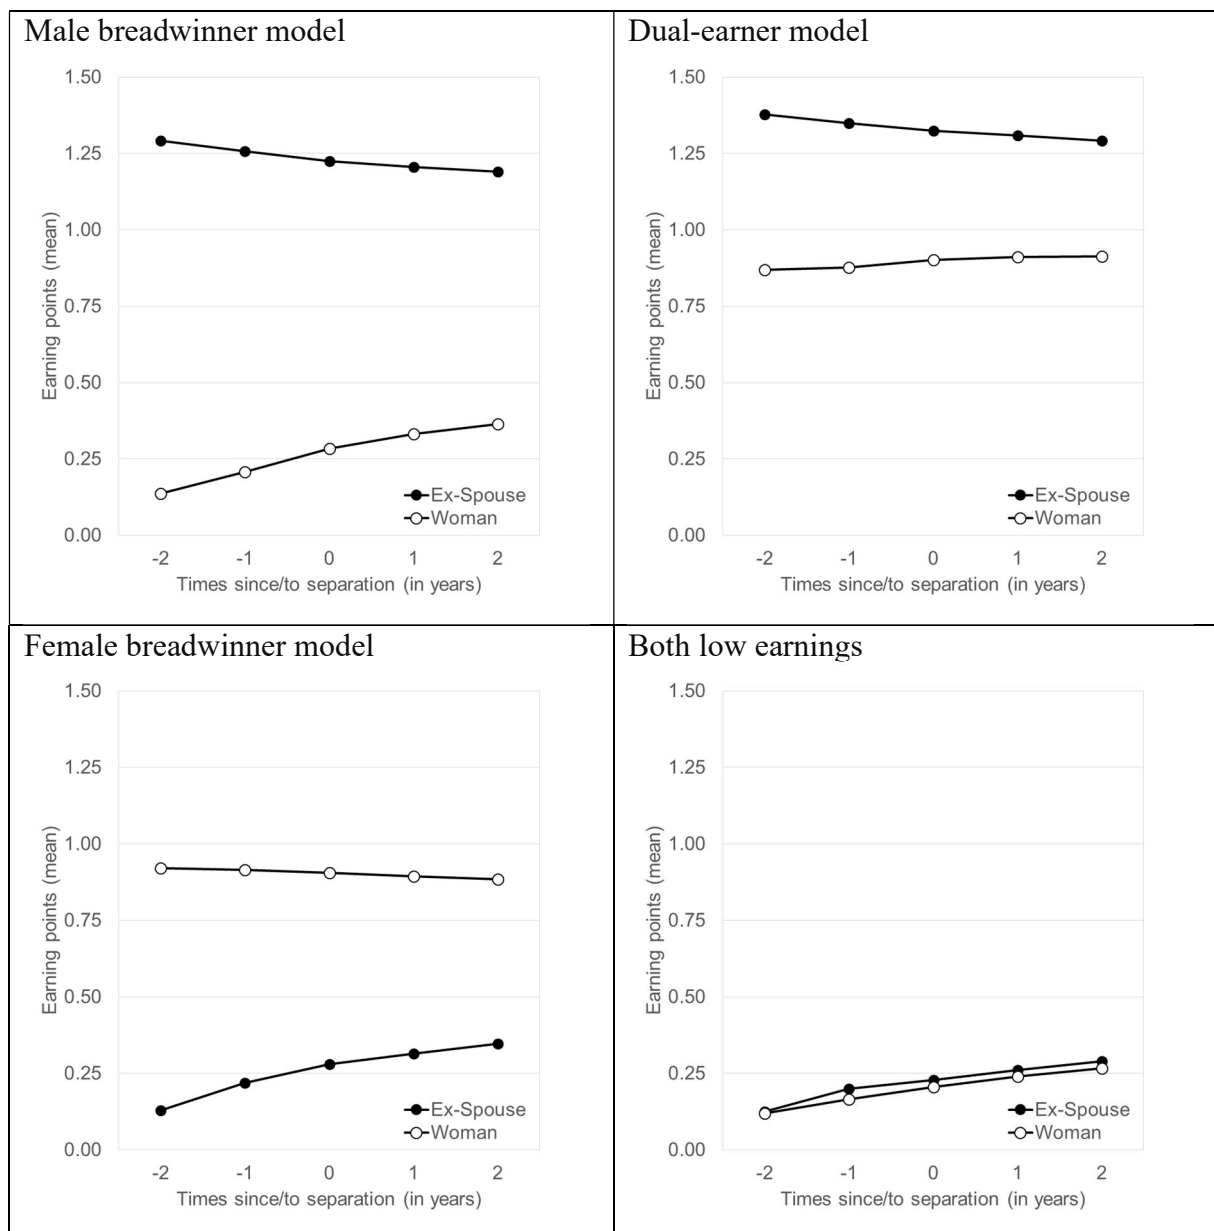 Male breadwinner model
1.50
1.25
1.00
0.75
0.50
0.25
0.00
Earning points (mean)
Ex-Spouse
Woman
-2 -1 0 1 2
Times since/to separation (in years)
Dual-earner model
1.50
1.25
1.00
0.75
0.50
0.25
0.00
Earning points (mean)
Ex-Spouse
Woman
-2 -1 0 1 2
Times since/to separation (in years)
Female breadwinner model
1.50
1.25
1.00
0.75
0.50
0.25
0.00
Earning points (mean)
Ex-Spouse
Woman
-2 -1 0 1 2
Times since/to separation (in years)
Both low earnings
1.50
1.25
1.00
0.75
0.50
0.25
0.00
Earning points (mean)
Ex-Spouse
Woman
-2 -1 0 1 2
Times since/to separation (in years)